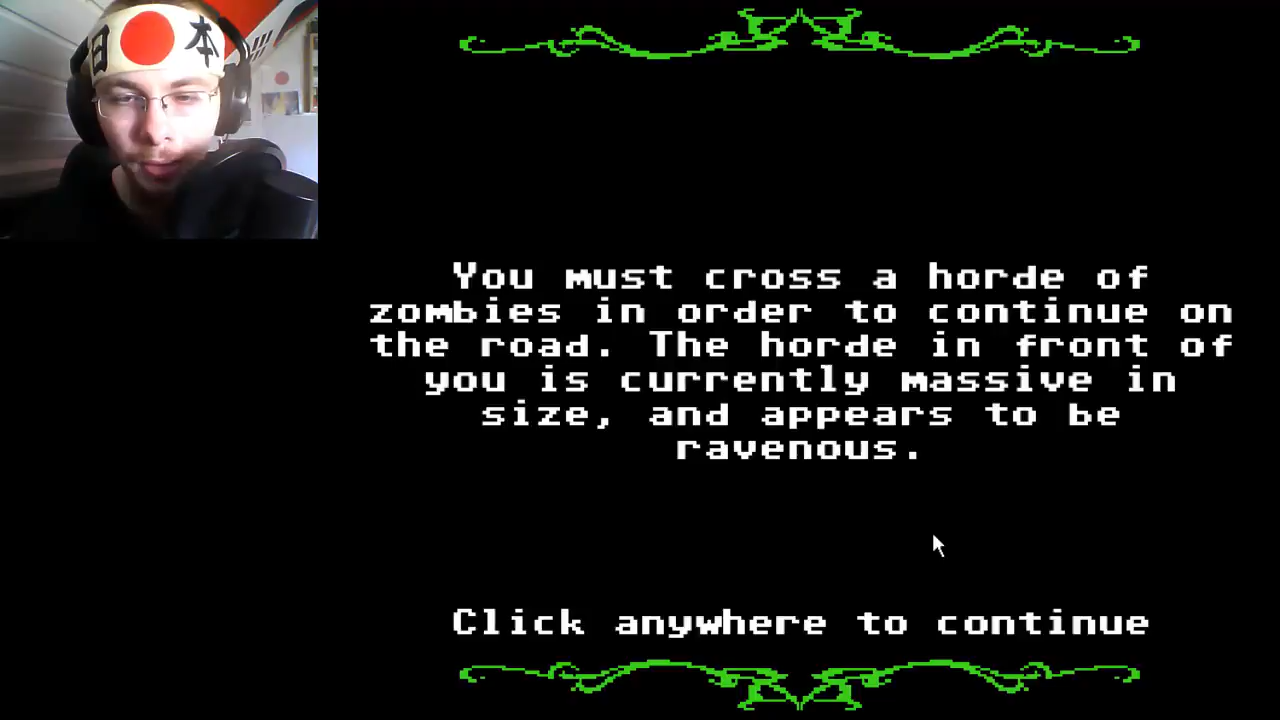 日本
You must cross a horde of
zombies in order to continue on
the road. The horde in front of
you is currently massive in
size, and appears to be
ravenous.
Click anywhere to continue